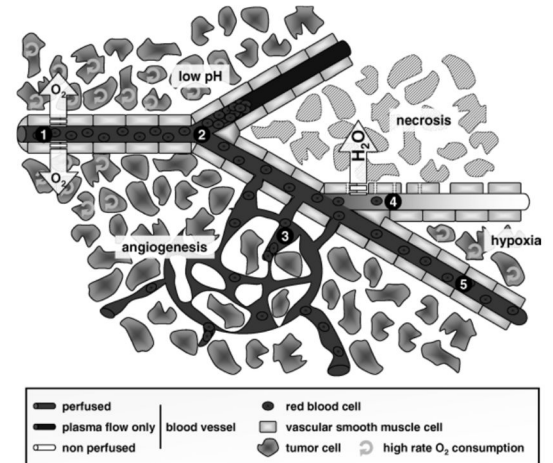 low pH
O₂
1
2
O₂
necrosis
H₂O
4
hypoxia
angiogenesis
3
5
perfused
plasma flow only
non perfused
blood vessel
red blood cell
vascular smooth muscle cell
tumor cell
high rate O₂ consumption